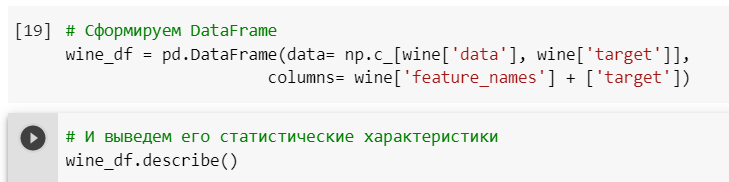 [19] # Сформируем DataFrame
wine_df = pd.DataFrame(data= np.c_[wine['data'], wine['target']],
columns= wine['feature_names'] + ['target'])
# И выведем его статистические характеристики
wine_df.describe()